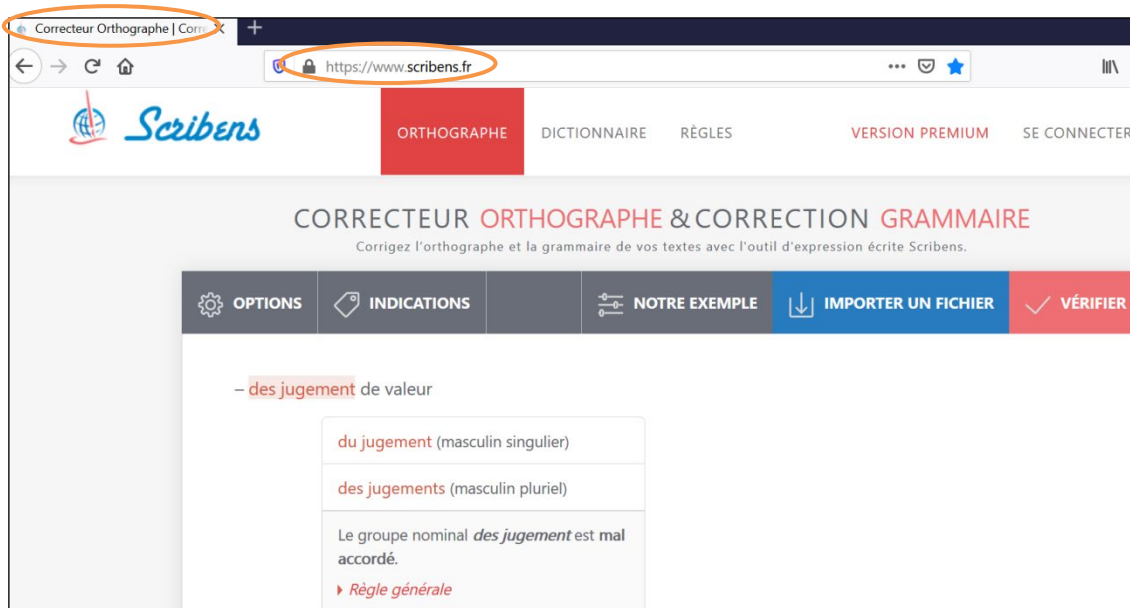 Correcteur Orthographe | Corre
https://www.scribens.fr
Scribens
ORTHOGRAPHE DICTIONNAIRE RÈGLES VERSION PREMIUM SE CONNECTER
CORRECTEUR ORTHOGRAPHE & CORRECTION GRAMMAIRE
Corrigez l'orthographe et la grammaire de vos textes avec l'outil d'expression écrite Scribens.
OPTIONS INDICATIONS NOTRE EXEMPLE IMPORTER UN FICHIER VÉRIFIER
– des jugement de valeur
du jugement (masculin singulier)
des jugements (masculin pluriel)
Le groupe nominal des jugement est mal
accordé.
Règle générale